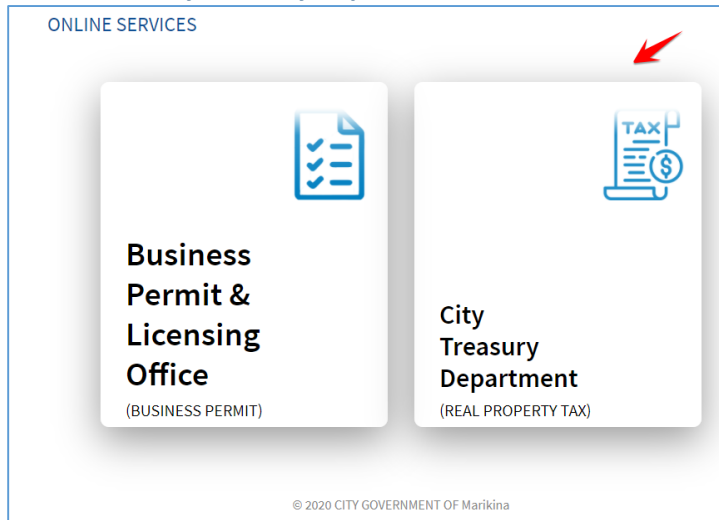 ONLINE SERVICES
Business
Permit &
Licensing
Office
(BUSINESS PERMIT)
TAX
$
City
Treasury
Department
(REAL PROPERTY TAX)
© 2020 CITY GOVERNMENT OF Marikina